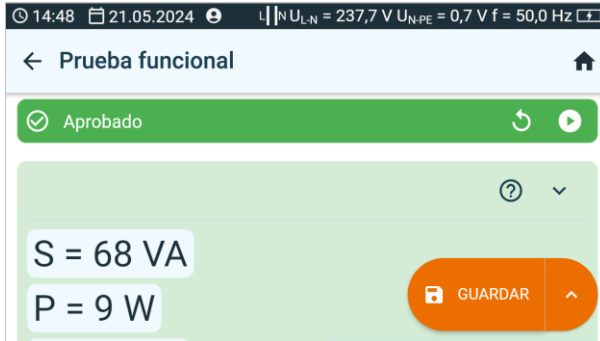 14:48 21.05.2024 L N U L-N = 237,7 V U N-PE = 0,7 V f = 50,0 Hz
Prueba funcional
Aprobado
S = 68 VA
P = 9 W
GUARDAR